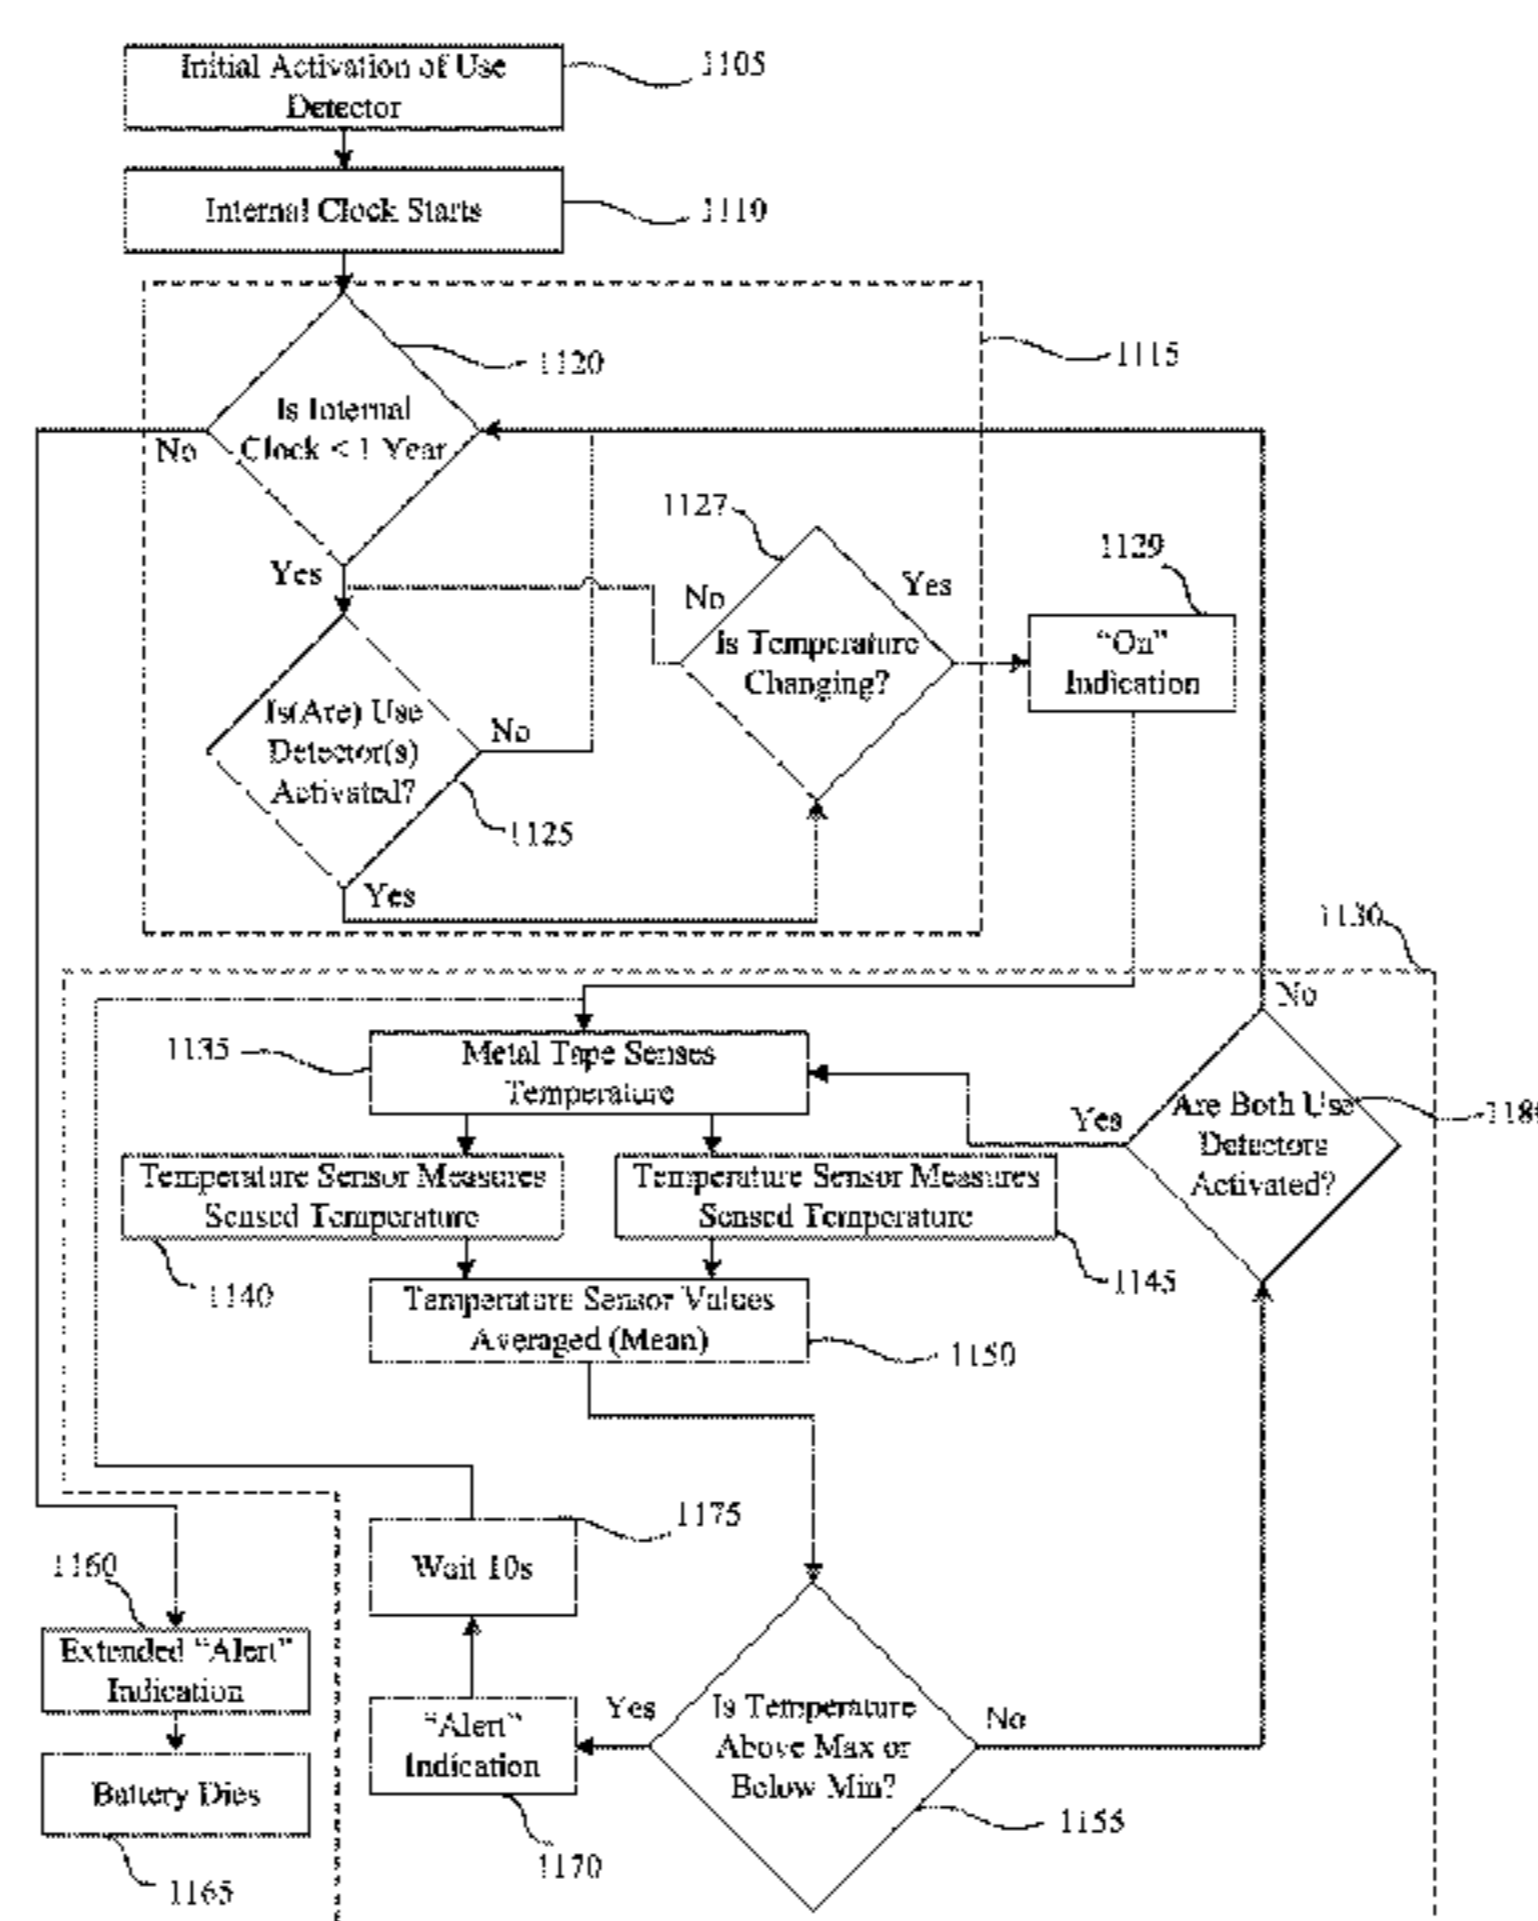 Initial Activation of Use
Detector
1105
Internal Clock Starts
1110
1120
1115
Is Internal
Clock < 1 Year
No
Yes
1127
1129
No
Yes
Is Temperature
Changing?
"On"
Indication
Is(Are) Use
Detector(s)
Activated?
No
1125
Yes
1130
No
1135
Metal Tape Senses
Temperature
Yes
Are Both Use
Detectors
Activated?
Temperature Sensor Measures
Sensed Temperature
Temperature Sensor Measures
Sensed Temperature
1140
1145
Temperature Sensor Values
Averaged (Mean)
1150
1175
Wait 10s
1160
Extended "Alert"
Indication
Battery Dies
1165
"Alert"
Indication
1170
Yes
Is Temperature
Above Max or
Below Min?
No
1155